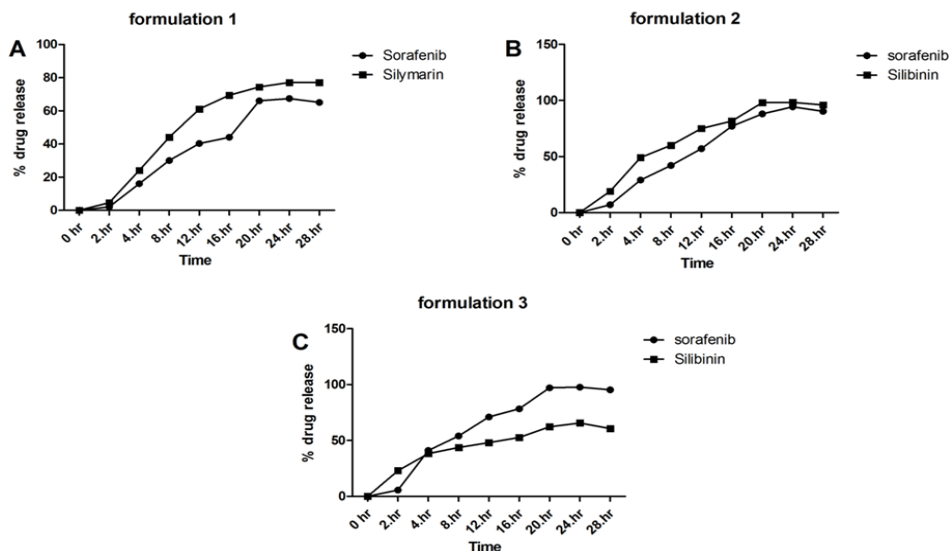 formulation 1
A
Sorafenib
Silymarin
% drug release
100
80
60
40
20
0
0 hr
2.hr
4.hr
8.hr
12.hr
16.hr
20.hr
24.hr
28.hr
Time
formulation 2
B
sorafenib
Silibinin
% drug release
150
100
50
0
0 hr
2.hr
4.hr
8.hr
12.hr
16.hr
20.hr
24.hr
28.hr
Time
formulation 3
C
sorafenib
Silibinin
% drug release
150
100
50
0
0 hr
2.hr
4.hr
8.hr
12.hr
16.hr
20.hr
24.hr
28.hr
Time